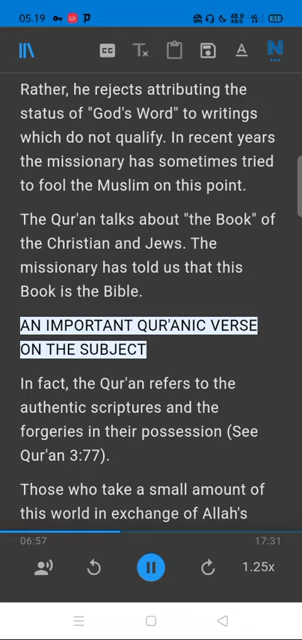 05.19
Rather, he rejects attributing the
status of "God's Word" to writings
which do not qualify. In recent years
the missionary has sometimes tried
to fool the Muslim on this point.
The Qur'an talks about "the Book" of
the Christian and Jews. The
missionary has told us that this
Book is the Bible.
AN IMPORTANT QUR'ANIC VERSE
ON THE SUBJECT
In fact, the Qur'an refers to the
authentic scriptures and the
forgeries in their possession (See
Qur'an 3:77).
Those who take a small amount of
this world in exchange of Allah's
06:57 17:31
1.25x